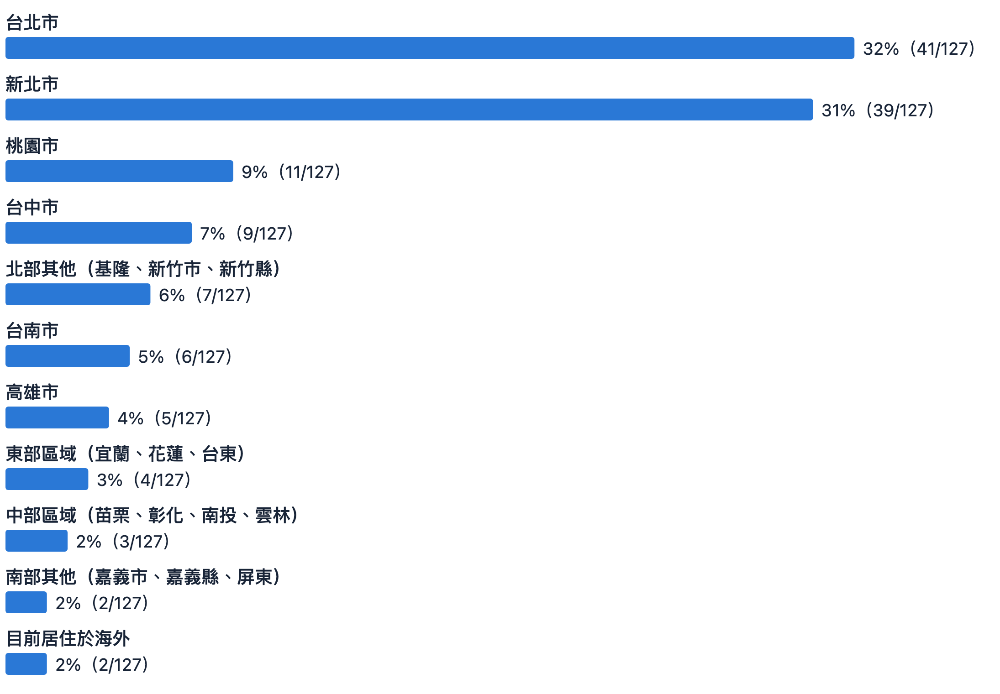 台北市
32%（41/127）
新北市
31%（39/127）
桃園市
9%（11/127）
台中市
7%（9/127）
北部其他（基隆、新竹市、新竹縣）
6%（7/127）
台南市
5%（6/127）
高雄市
4%（5/127）
東部區域（宜蘭、花蓮、台東）
3%（4/127）
中部區域（苗栗、彰化、南投、雲林）
2%（3/127）
南部其他（嘉義市、嘉義縣、屏東）
2%（2/127）
目前居住於海外
2%（2/127）